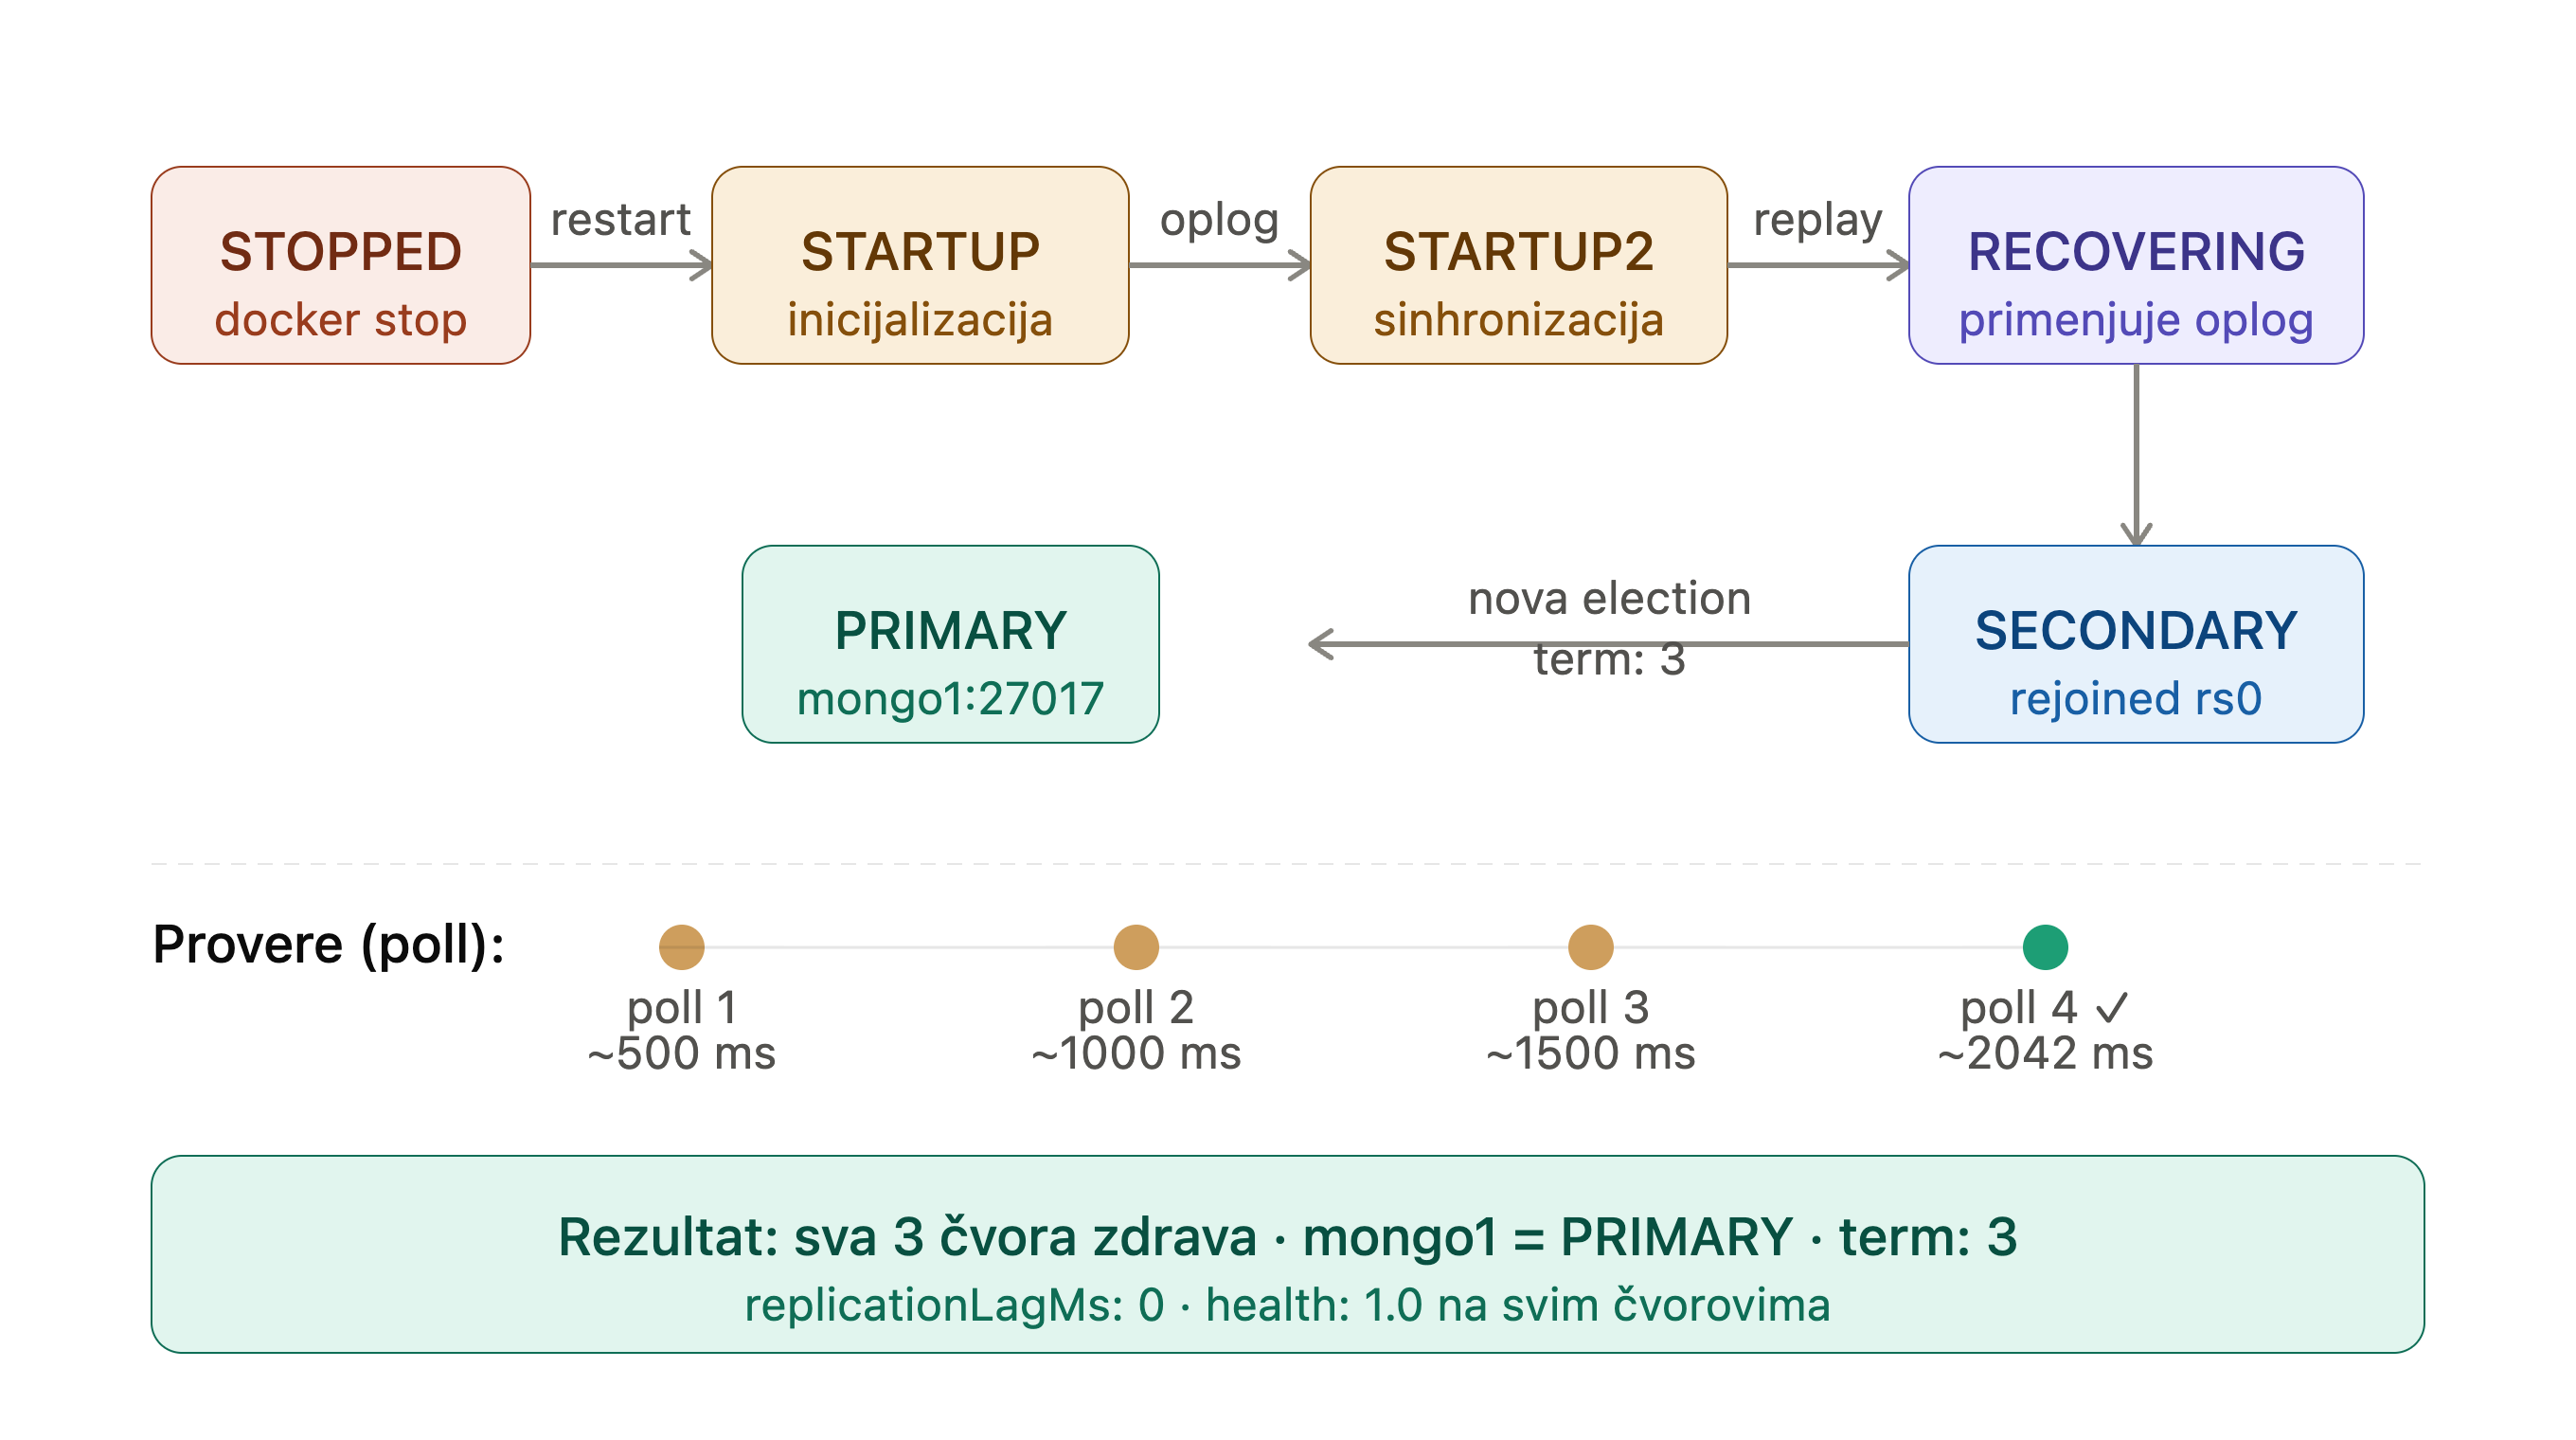 STOPPED
docker stop
restart
STARTUP
inicijalizacija
oplog
STARTUP2
sinhronizacija
replay
RECOVERING
primenjuje oplog
PRIMARY
mongo1:27017
nova election
term: 3
SECONDARY
rejoined rs0
Provere (poll):
poll 1
~500 ms
poll 2
~1000 ms
poll 3
~1500 ms
poll 4 ✓
~2042 ms
Rezultat: sva 3 čvora zdrava · mongo1 = PRIMARY · term: 3
replicationLagMs: 0 · health: 1.0 na svim čvorovima